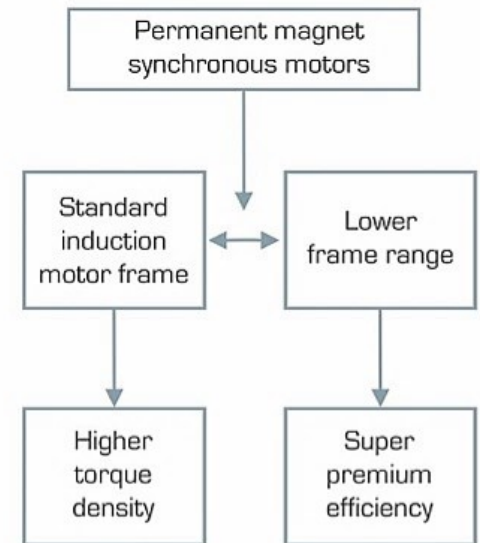 Permanent magnet
synchronous motors
Standard
induction
motor frame
Lower
frame range
Higher
torque
density
Super
premium
efficiency